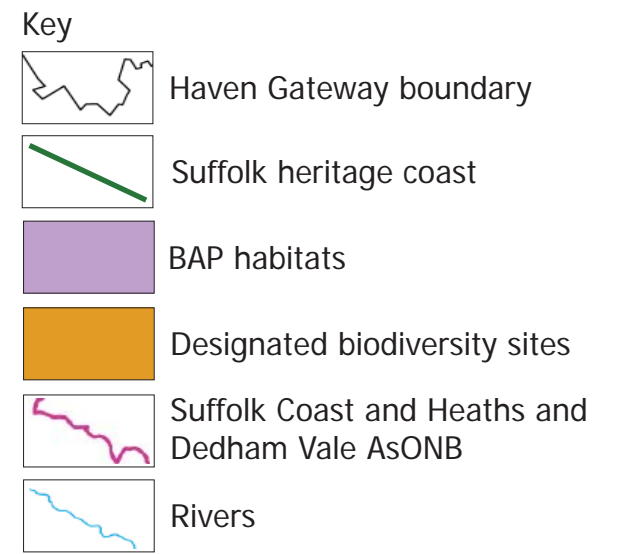 Key
Haven Gateway boundary
Suffolk heritage coast
BAP habitats
Designated biodiversity sites
Suffolk Coast and Heaths and
Dedham Vale AsONB
Rivers